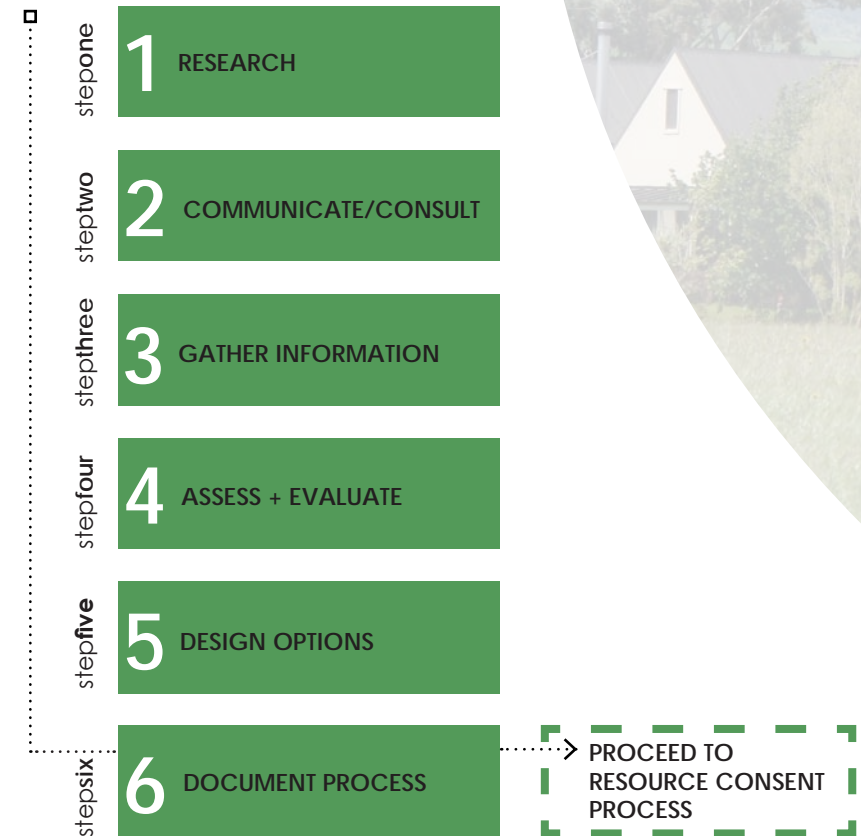 stepone
1 RESEARCH
steptwo
2 COMMUNICATE/CONSULT
stepthree
3 GATHER INFORMATION
stepfour
4 ASSESS + EVALUATE
stepfive
5 DESIGN OPTIONS
stepsix
6 DOCUMENT PROCESS
PROCEED TO
RESOURCE CONSENT
PROCESS